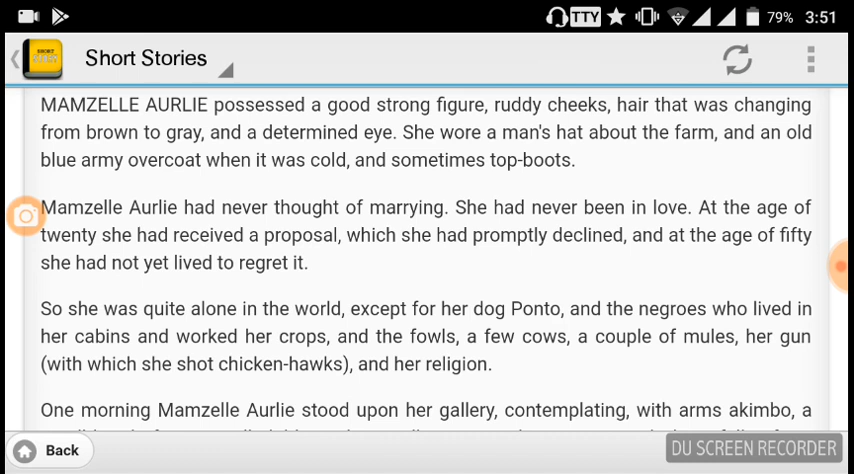 TTY 79% 3:51
SHORT
Short Stories
MAMZELLE AURLIE possessed a good strong figure, ruddy cheeks, hair that was changing
from brown to gray, and a determined eye. She wore a man's hat about the farm, and an old
blue army overcoat when it was cold, and sometimes top-boots.
Mamzelle Aurlie had never thought of marrying. She had never been in love. At the age of
twenty she had received a proposal, which she had promptly declined, and at the age of fifty
she had not yet lived to regret it.
So she was quite alone in the world, except for her dog Ponto, and the negroes who lived in
her cabins and worked her crops, and the fowls, a few cows, a couple of mules, her gun
(with which she shot chicken-hawks), and her religion.
One morning Mamzelle Aurlie stood upon her gallery, contemplating, with arms akimbo, a
Back
DU SCREEN RECORDER